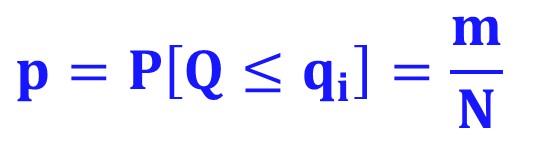 p = P[Q ≤ qᵢ] = m/N